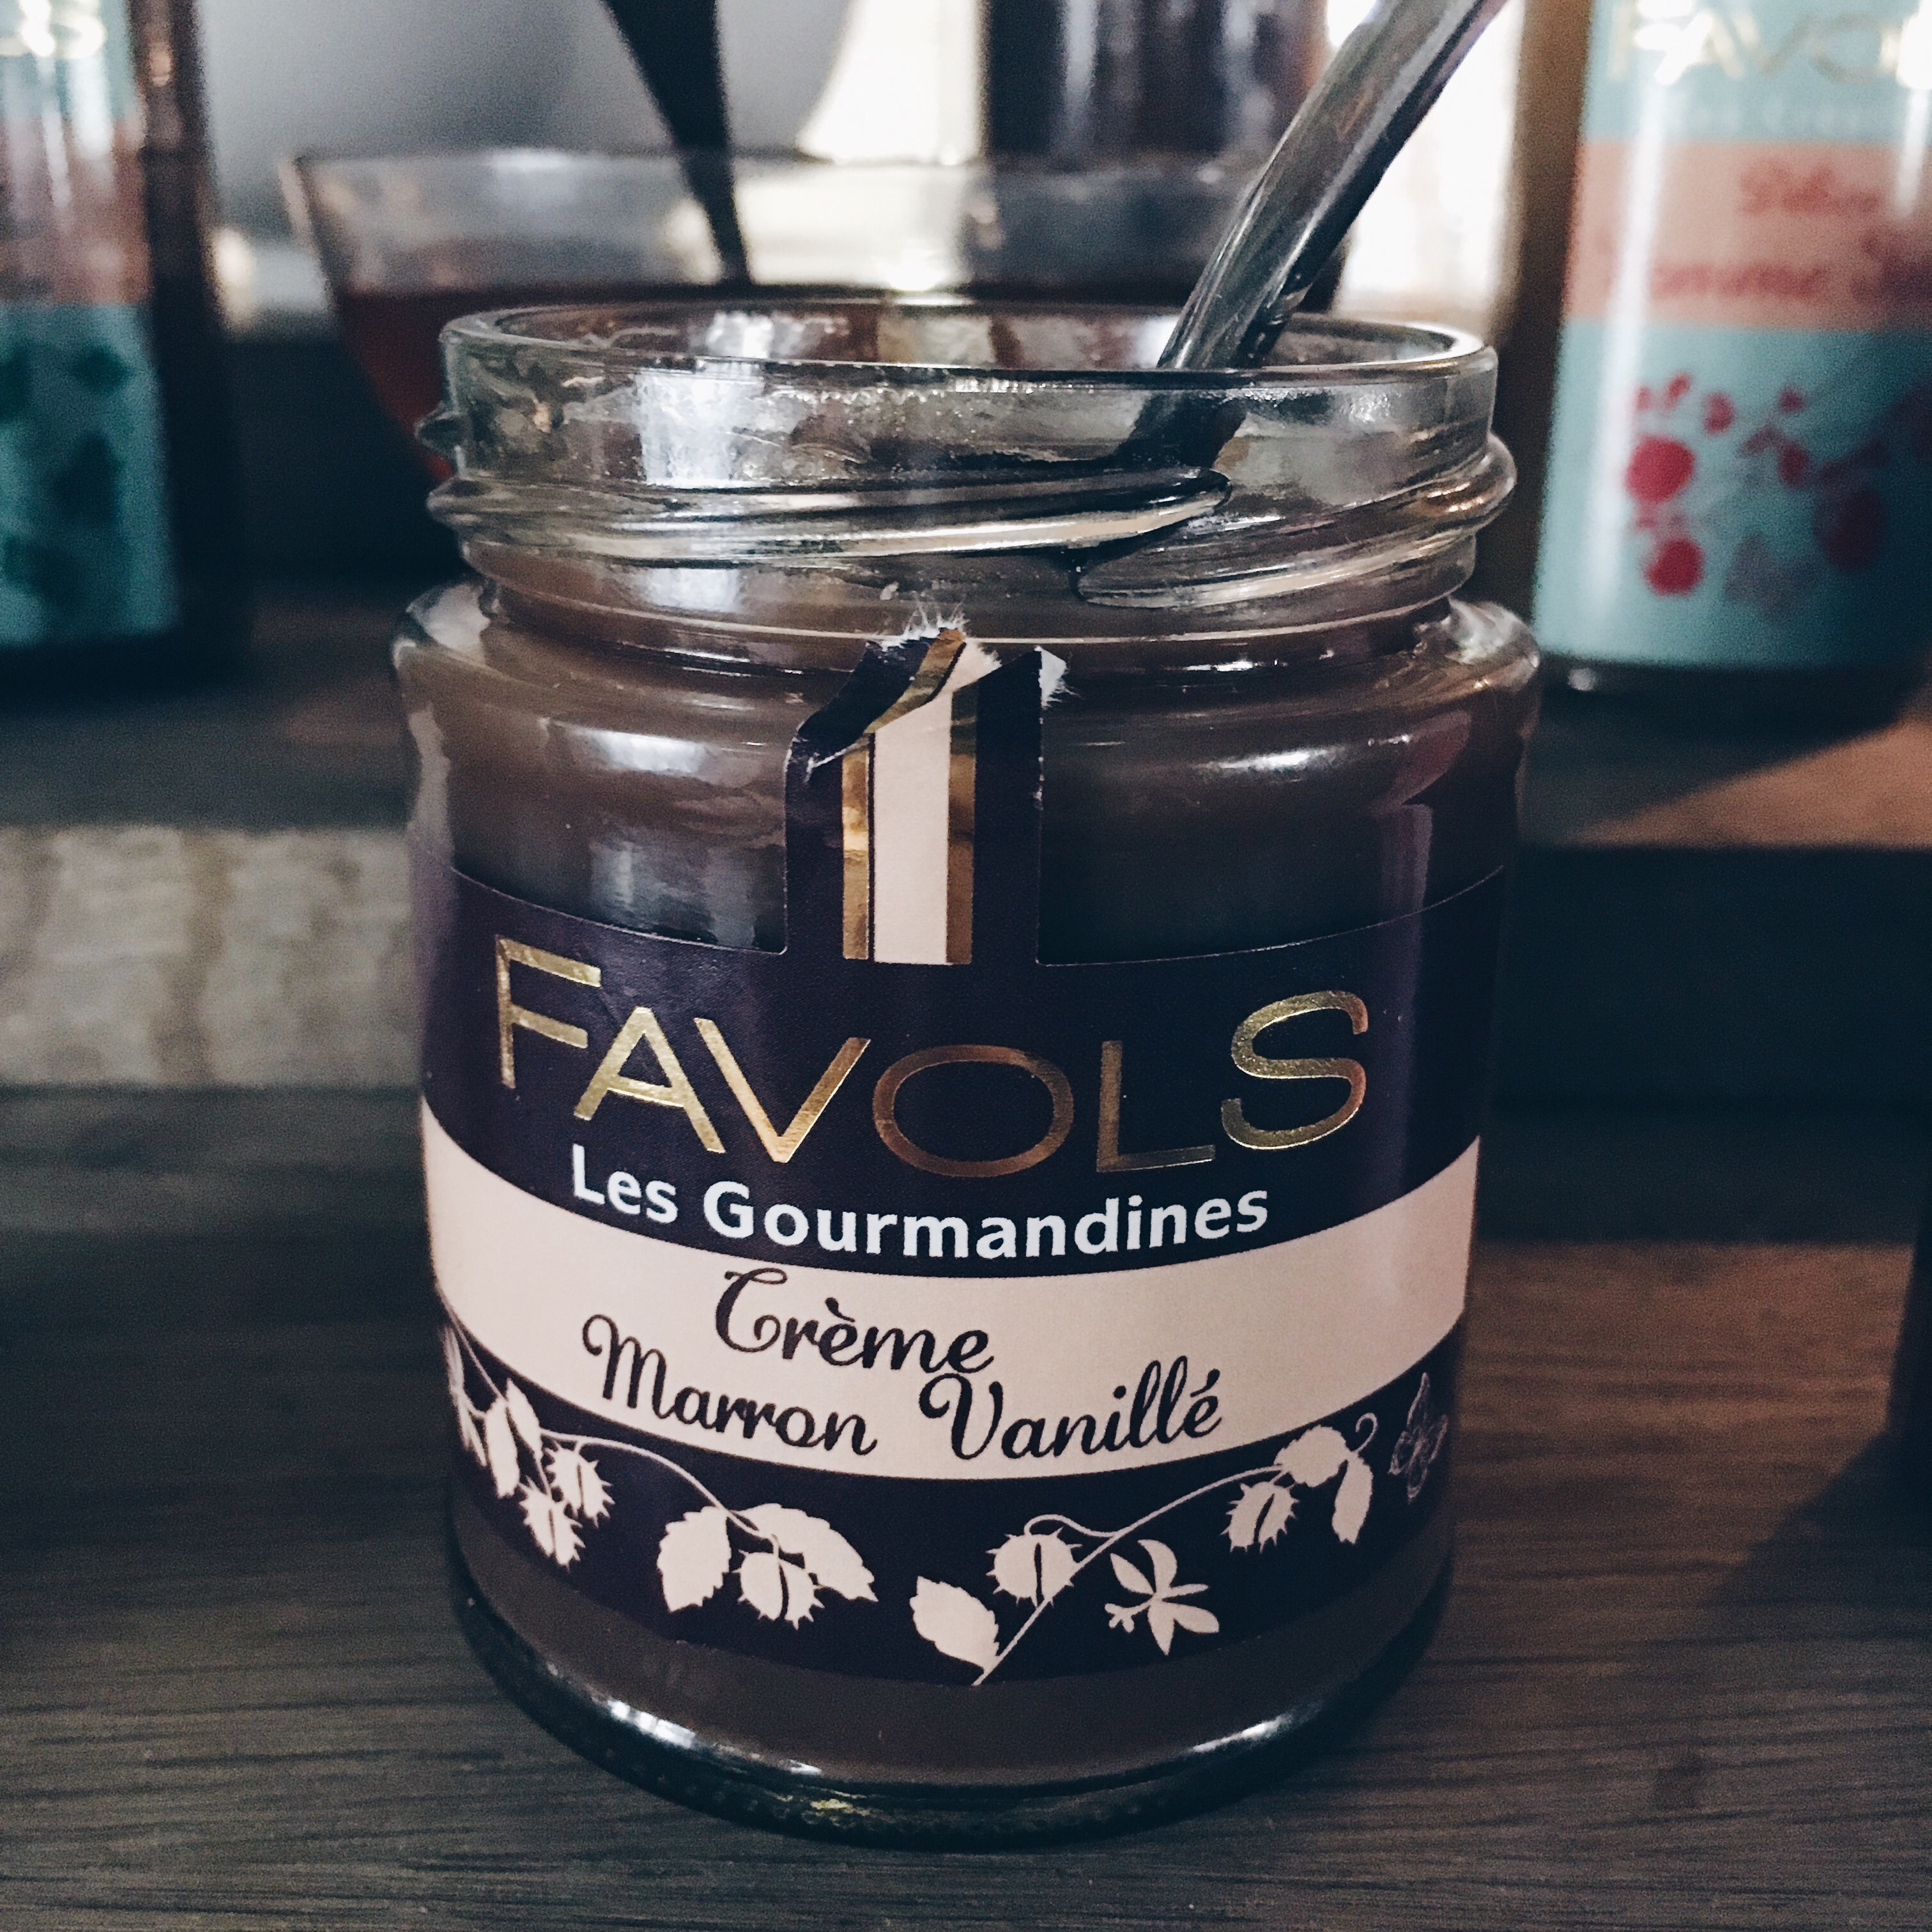 FAVOLS
Les Gourmandines
Crème
Marron Vanillé